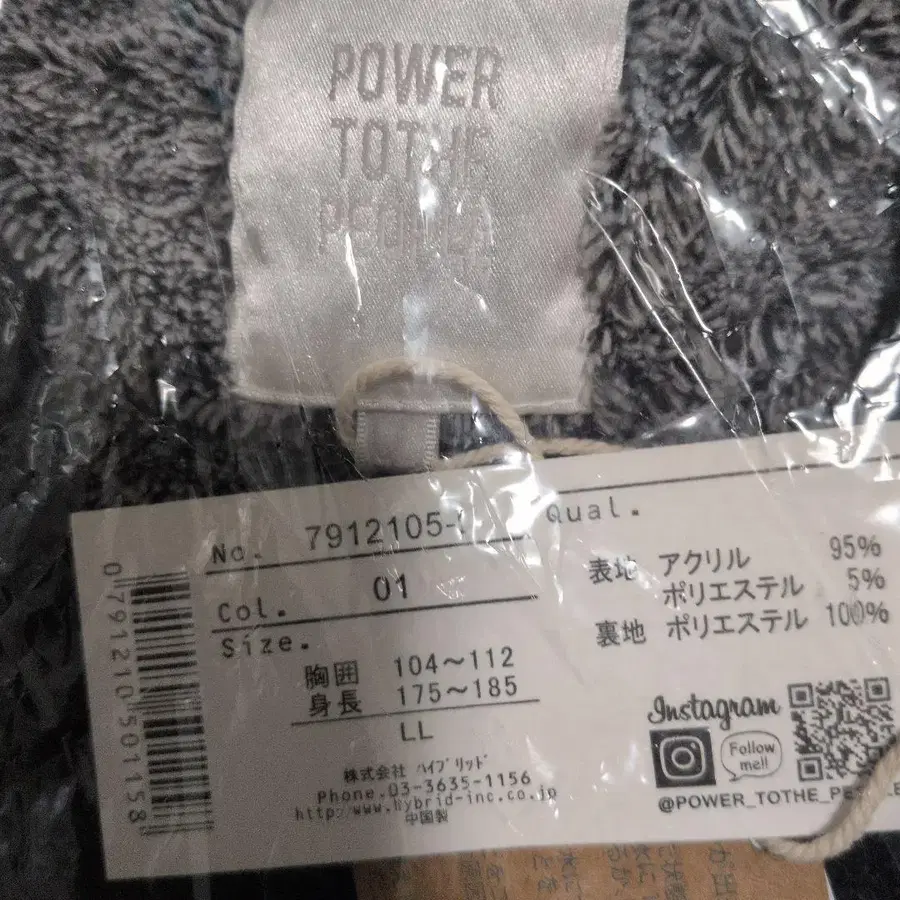 POWER
TOTHE
PEOPLE
No. 7912105-
Col. 01
Size.
胸囲 104～112
身長 175～185
LL
株式会社 ﾊｲﾌﾞﾘｯﾄﾞ
Phone.03-3635-1156
http://www.hybrid-inc.co.jp
中国製
0791210501158
Qual.
表地 アクリル 95%
ポリエステル 5%
裏地 ポリエステル 100%
Instagram
Follow
me!!
@POWER_TOTHE_PEOPLE